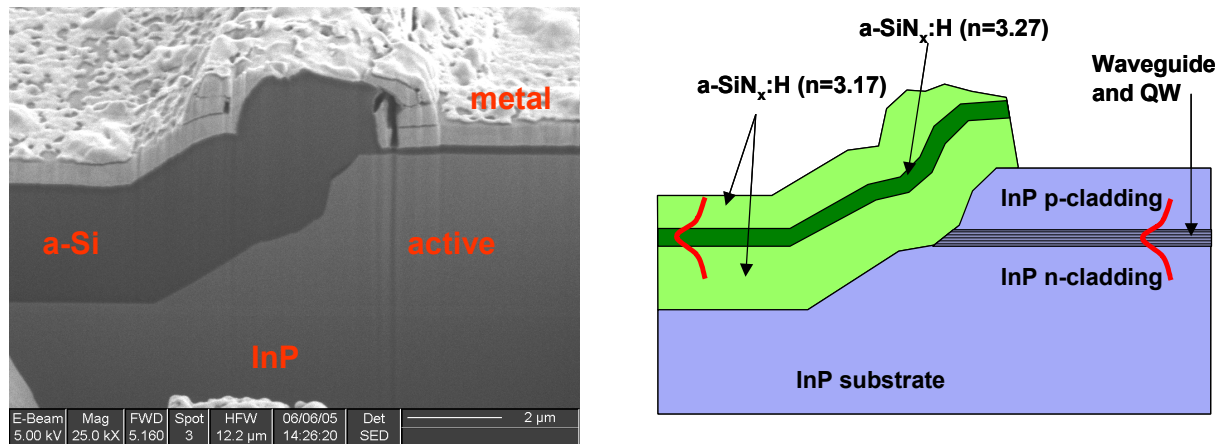 metal
a-Si
active
InP
E-Beam Mag FWD Spot HFW 06/06/05 Det
5.00 kV 25.0 kX 5.160 3 12.2 µm 14:26:20 SED
2 µm
a-SiNx:H (n=3.27)
a-SiNx:H (n=3.17)
Waveguide
and QW
InP p-cladding
InP n-cladding
InP substrate